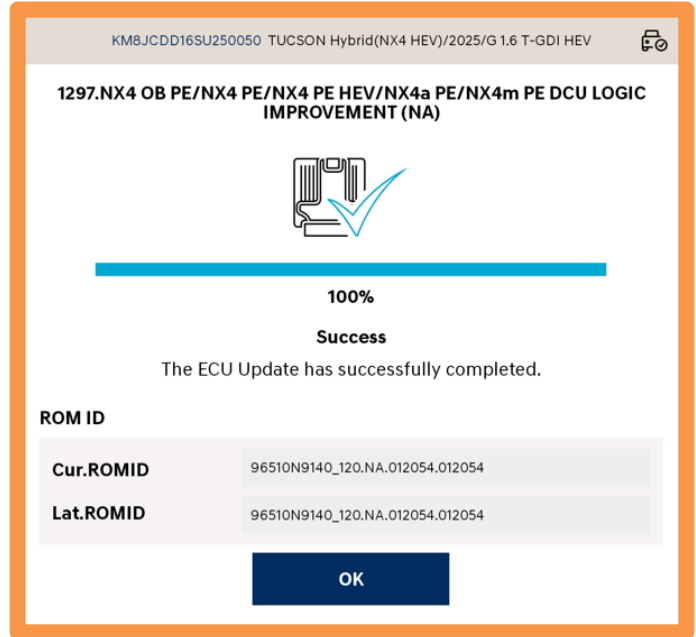 KM8JCDD16SU250050 TUCSON Hybrid(NX4 HEV)/2025/G 1.6 T-GDI HEV
1297.NX4 OB PE/NX4 PE/NX4 PE HEV/NX4a PE/NX4m PE DCU LOGIC
IMPROVEMENT (NA)
100%
Success
The ECU Update has successfully completed.
ROM ID
Cur.ROMID 96510N9140_120.NA.012054.012054
Lat.ROMID 96510N9140_120.NA.012054.012054
OK